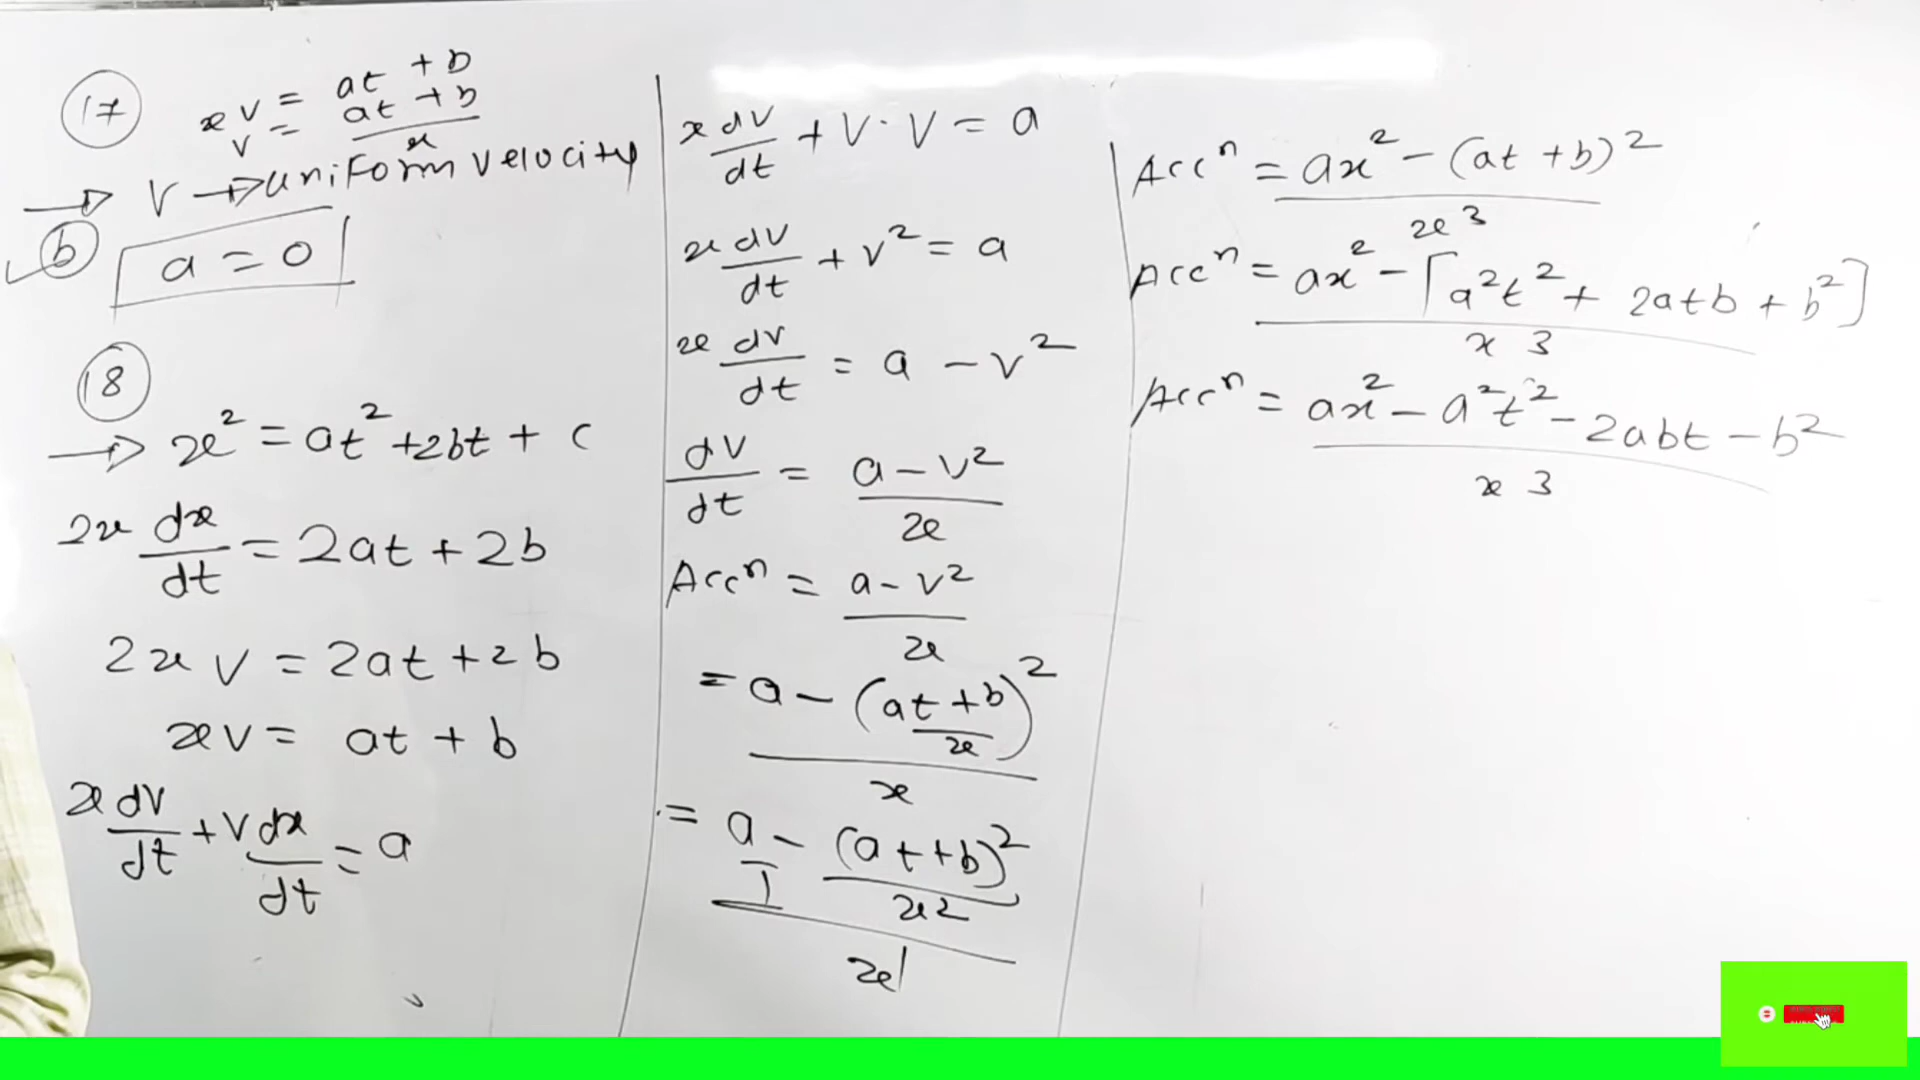 17
xv = at + b
v = at + b / x
→ v → uniform velocity
b a = 0
18
→ x² = at² + 2bt + c
2x dx/dt = 2at + 2b
2x v = 2at + 2b
xv = at + b
x dv/dt + v dx/dt = a
x dv/dt + v · v = a
x dv/dt + v² = a
x dv/dt = a - v²
dv/dt = a - v² / x
Accⁿ = a - v² / x
= a - (at + b / x)² / x
= a/1 - (at + b)² / x² / x
Accⁿ = ax² - (at + b)² / x³
Accⁿ = ax² - [a²t² + 2atb + b²] / x³
Accⁿ = ax² - a²t² - 2abt - b² / x³